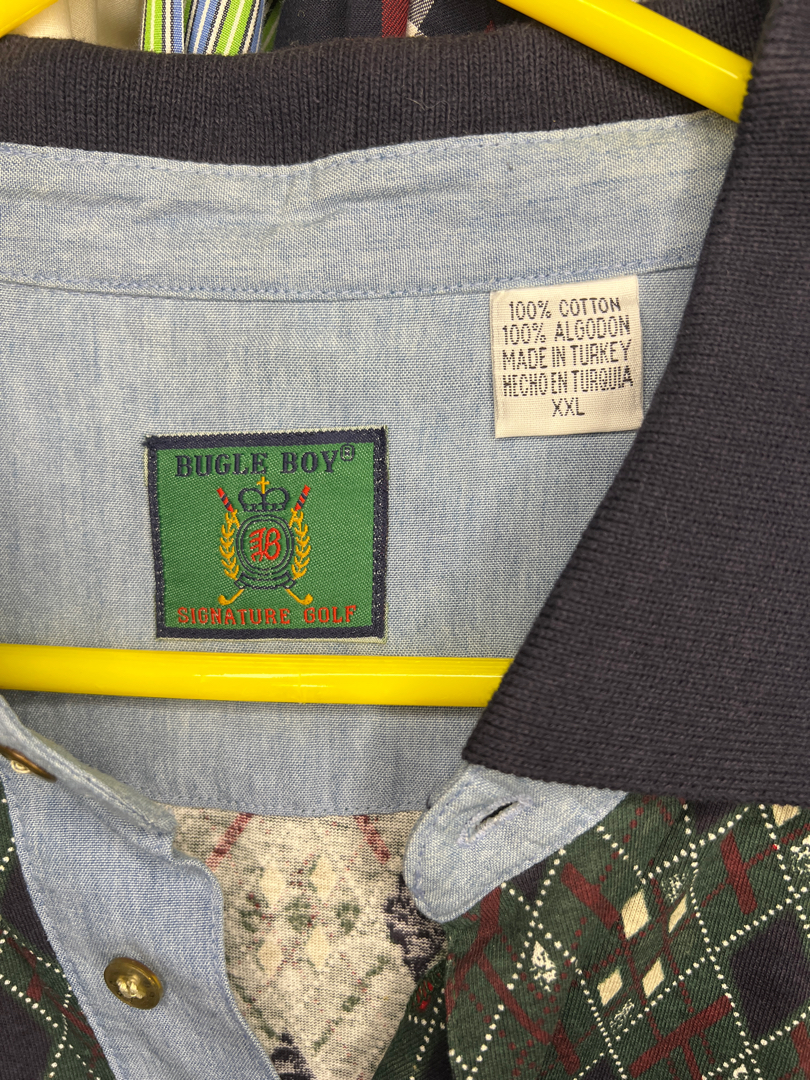 100% COTTON
100% ALGODON
MADE IN TURKEY
HECHO EN TURQUIA
XXL
BUGLE BOY®
B
SIGNATURE GOLF